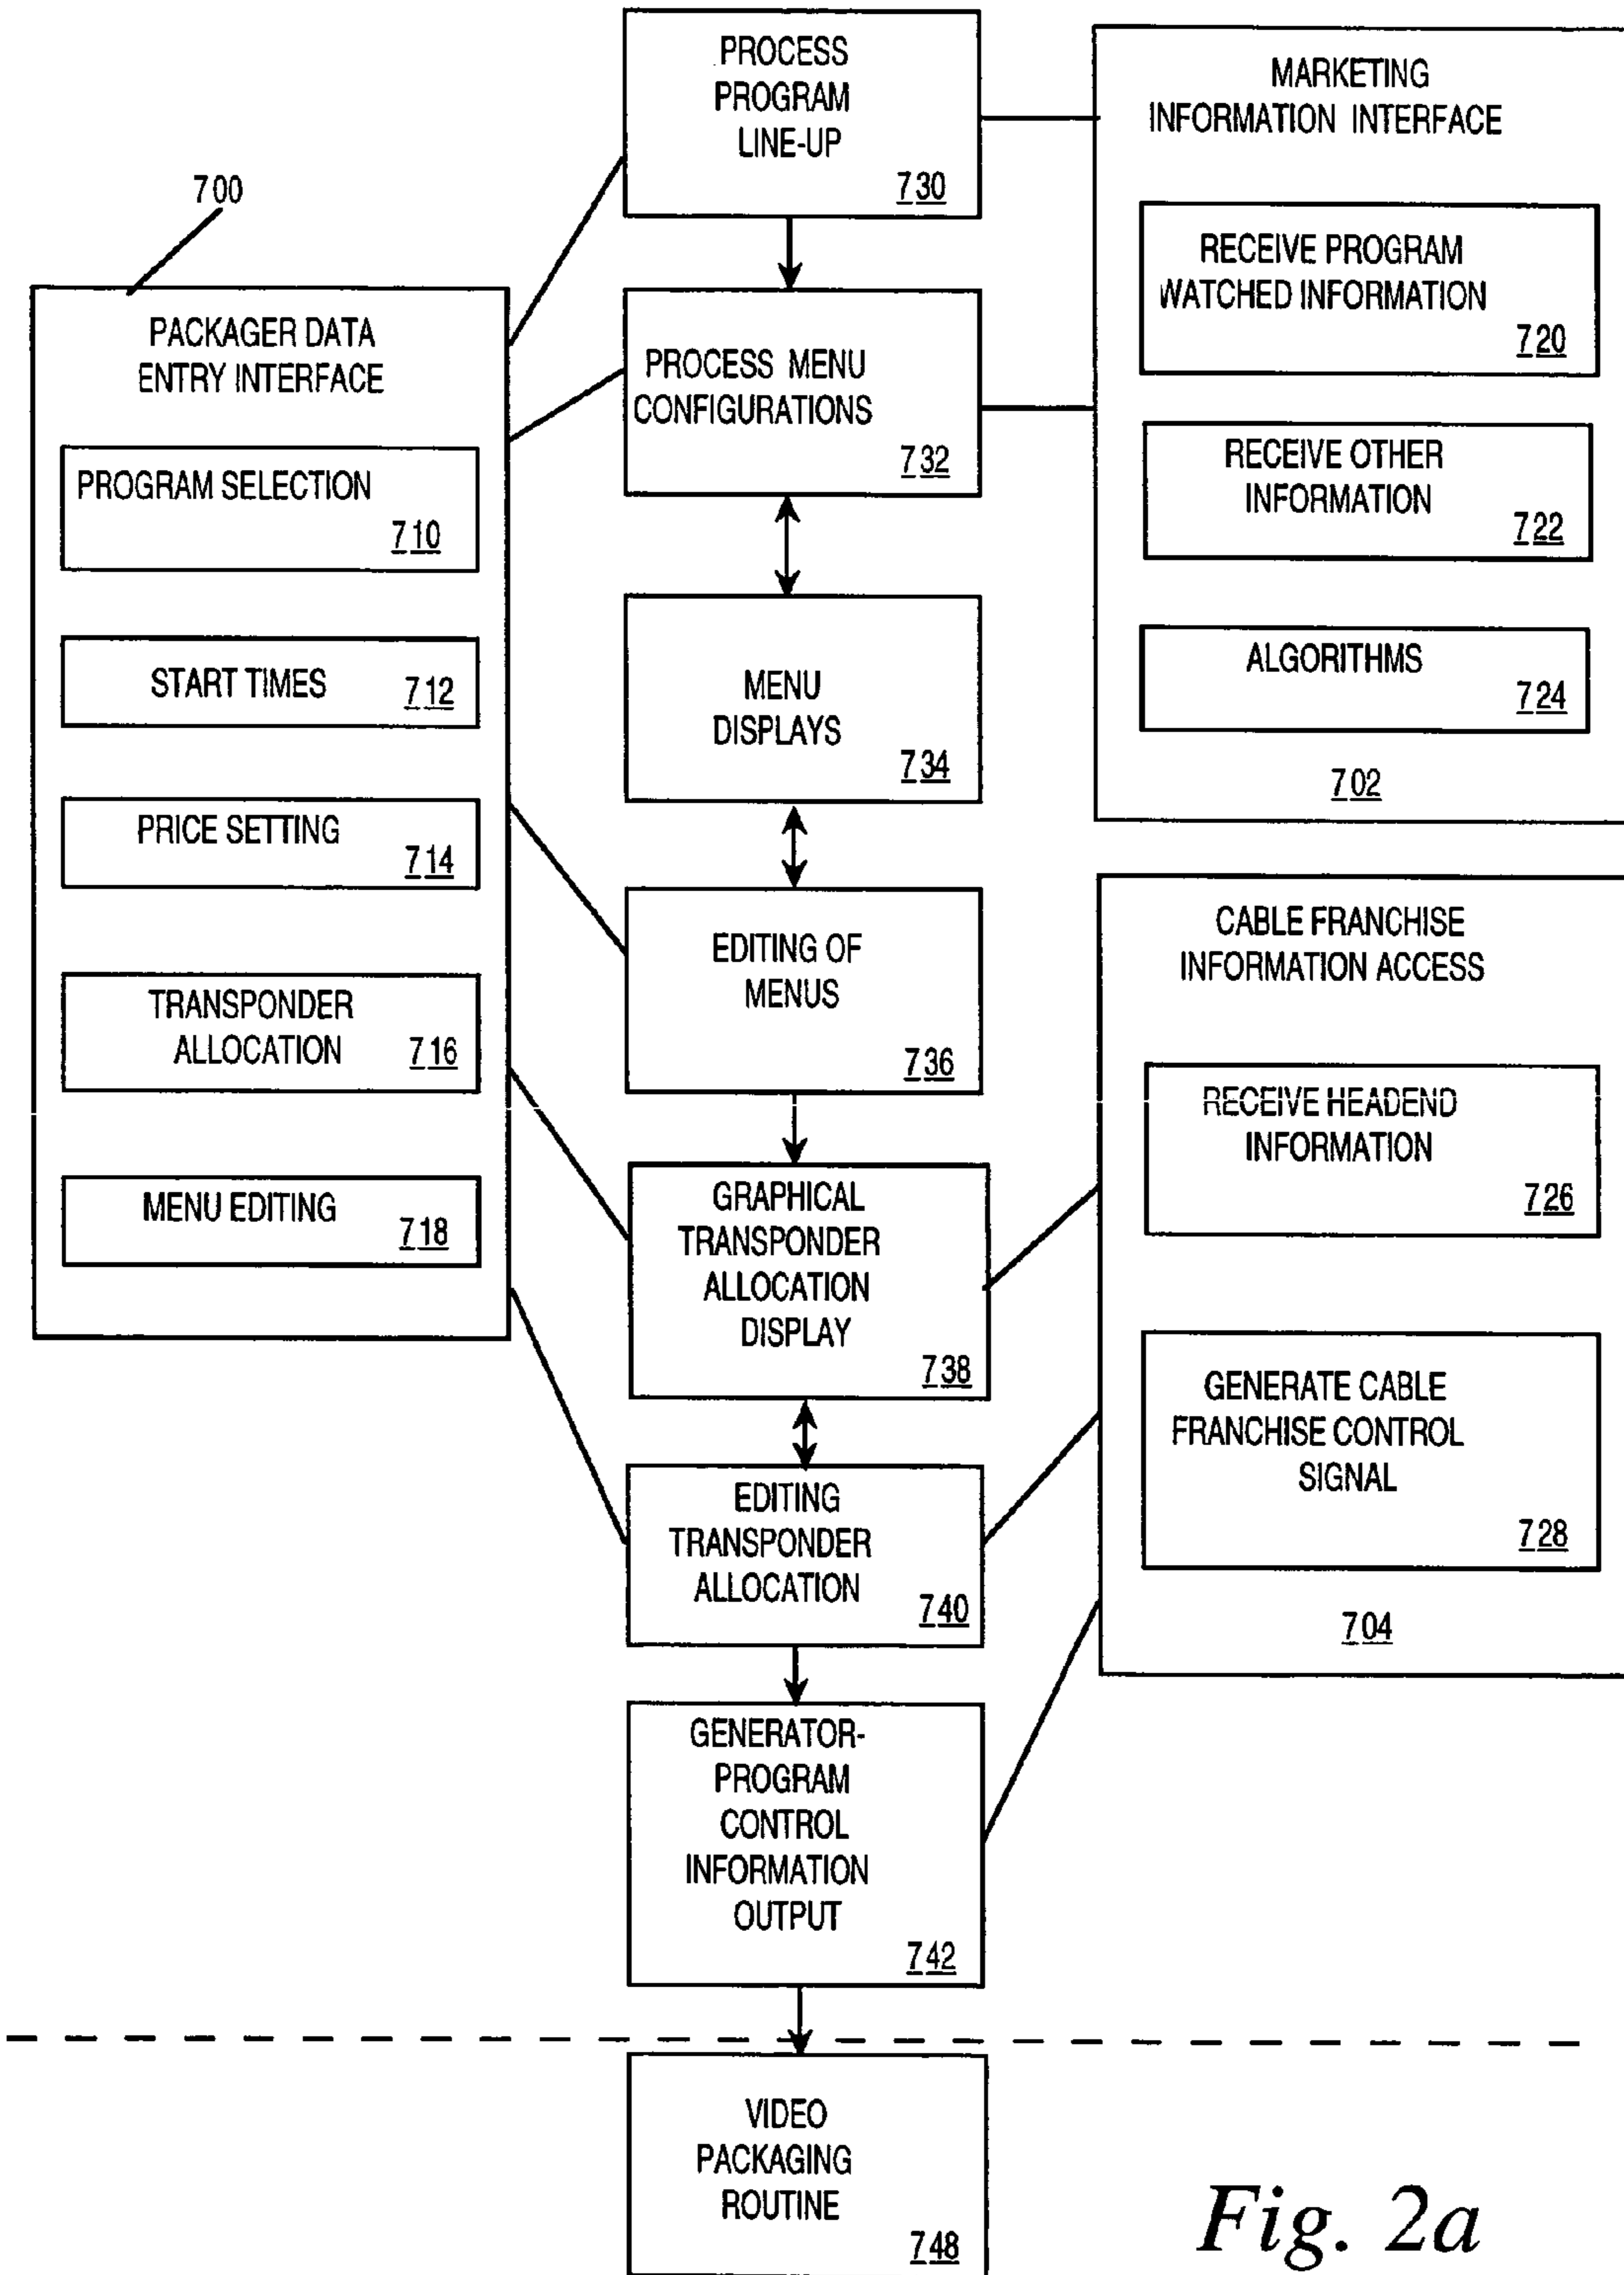 700
PACKAGER DATA
ENTRY INTERFACE
PROGRAM SELECTION
710
START TIMES
712
PRICE SETTING
714
TRANSPONDER
ALLOCATION
716
MENU EDITING
718
PROCESS
PROGRAM
LINE-UP
730
PROCESS MENU
CONFIGURATIONS
732
MENU
DISPLAYS
734
EDITING OF
MENUS
736
GRAPHICAL
TRANSPONDER
ALLOCATION
DISPLAY
738
EDITING
TRANSPONDER
ALLOCATION
740
GENERATOR-
PROGRAM
CONTROL
INFORMATION
OUTPUT
742
VIDEO
PACKAGING
ROUTINE
748
MARKETING
INFORMATION INTERFACE
RECEIVE PROGRAM
WATCHED INFORMATION
720
RECEIVE OTHER
INFORMATION
722
ALGORITHMS
724
702
CABLE FRANCHISE
INFORMATION ACCESS
RECEIVE HEADEND
INFORMATION
726
GENERATE CABLE
FRANCHISE CONTROL
SIGNAL
728
704
Fig. 2a